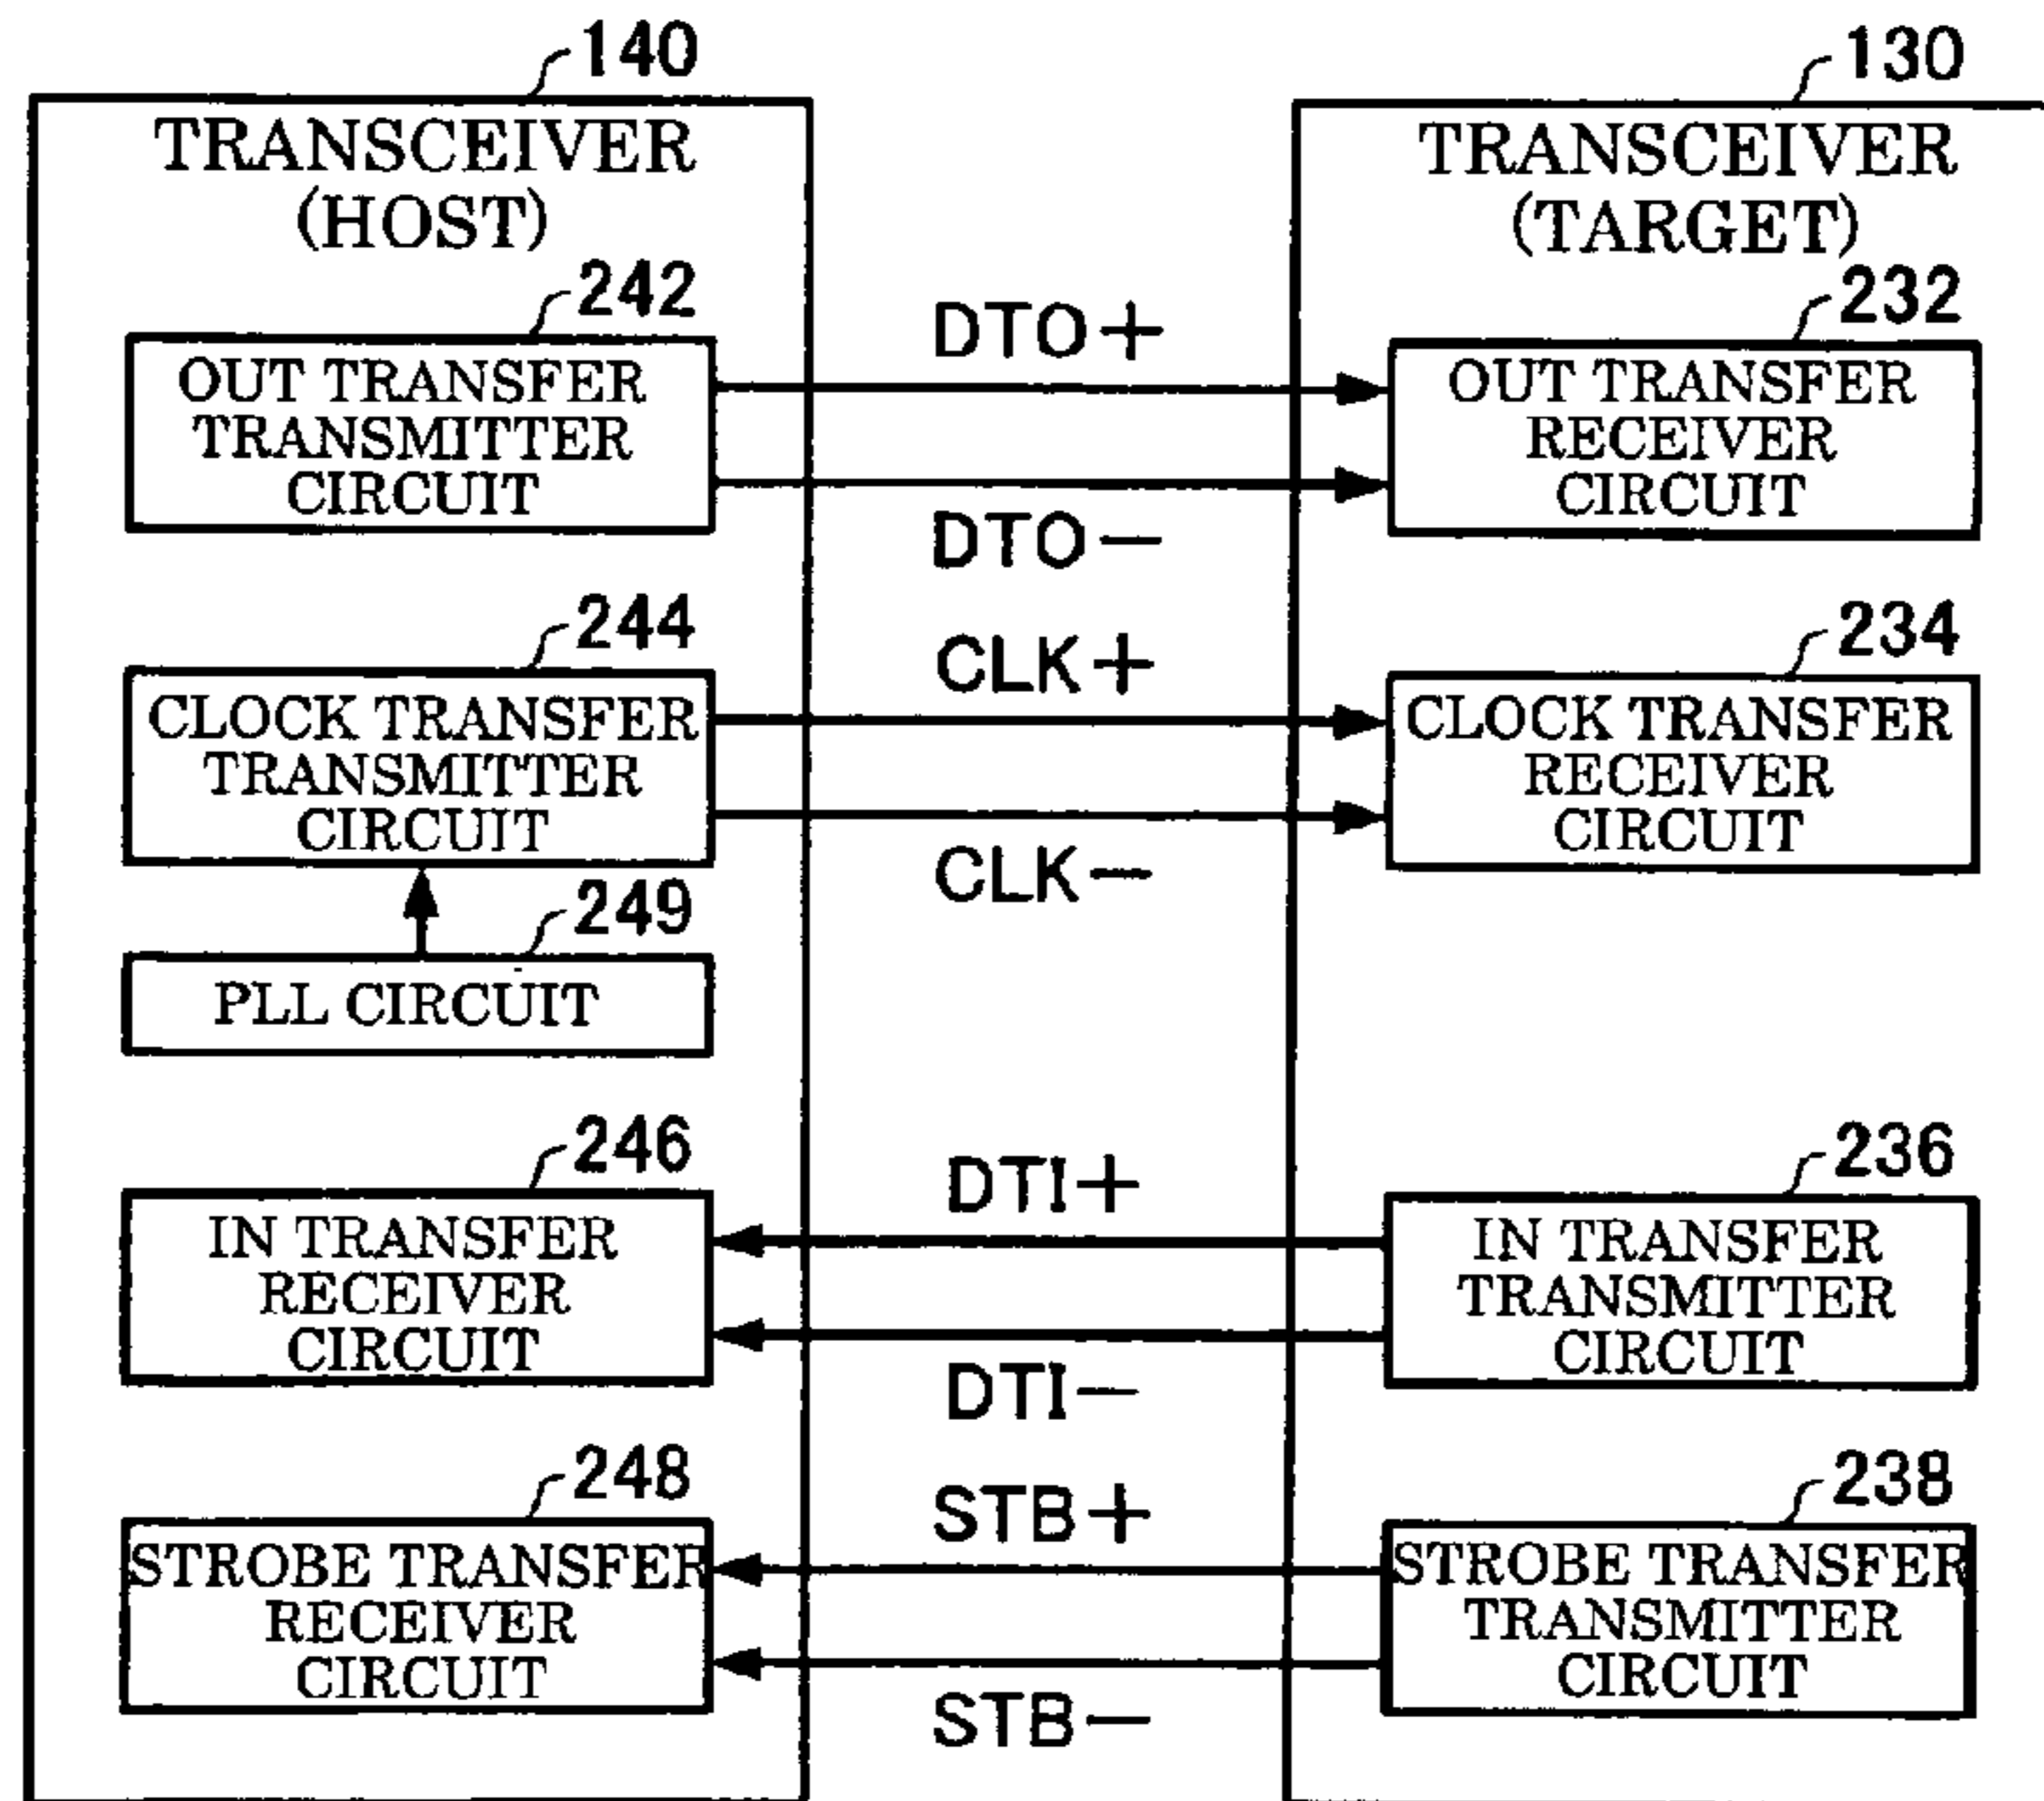 140
TRANSCEIVER
(HOST)
130
TRANSCEIVER
(TARGET)
242
OUT TRANSFER
TRANSMITTER
CIRCUIT
DTO+
DTO−
232
OUT TRANSFER
RECEIVER
CIRCUIT
244
CLOCK TRANSFER
TRANSMITTER
CIRCUIT
CLK+
CLK−
234
CLOCK TRANSFER
RECEIVER
CIRCUIT
249
PLL CIRCUIT
246
IN TRANSFER
RECEIVER
CIRCUIT
DTI+
DTI−
236
IN TRANSFER
TRANSMITTER
CIRCUIT
248
STROBE TRANSFER
RECEIVER
CIRCUIT
STB+
STB−
238
STROBE TRANSFER
TRANSMITTER
CIRCUIT